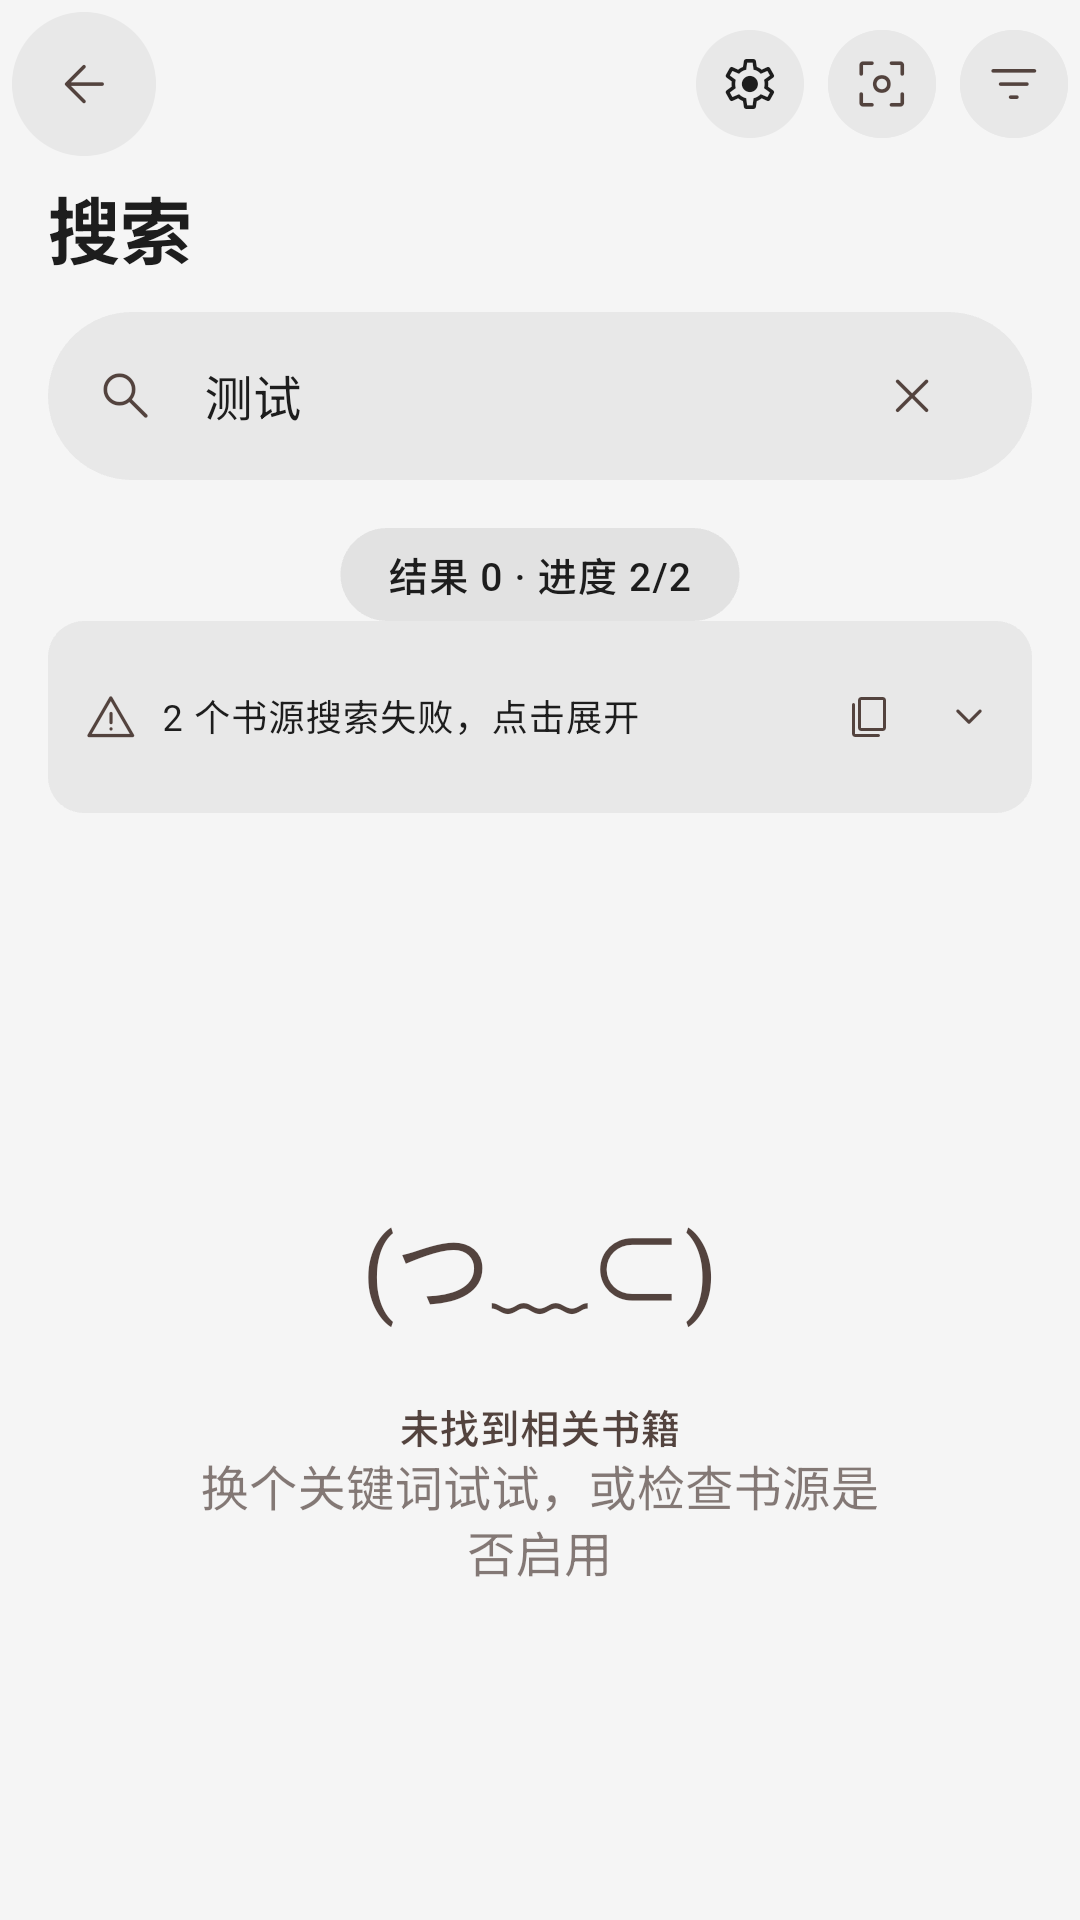 搜索
测试
结果 0 · 进度 2/2
2 个书源搜索失败，点击展开
(つ﹏⊂)
未找到相关书籍
换个关键词试试，或检查书源是
否启用